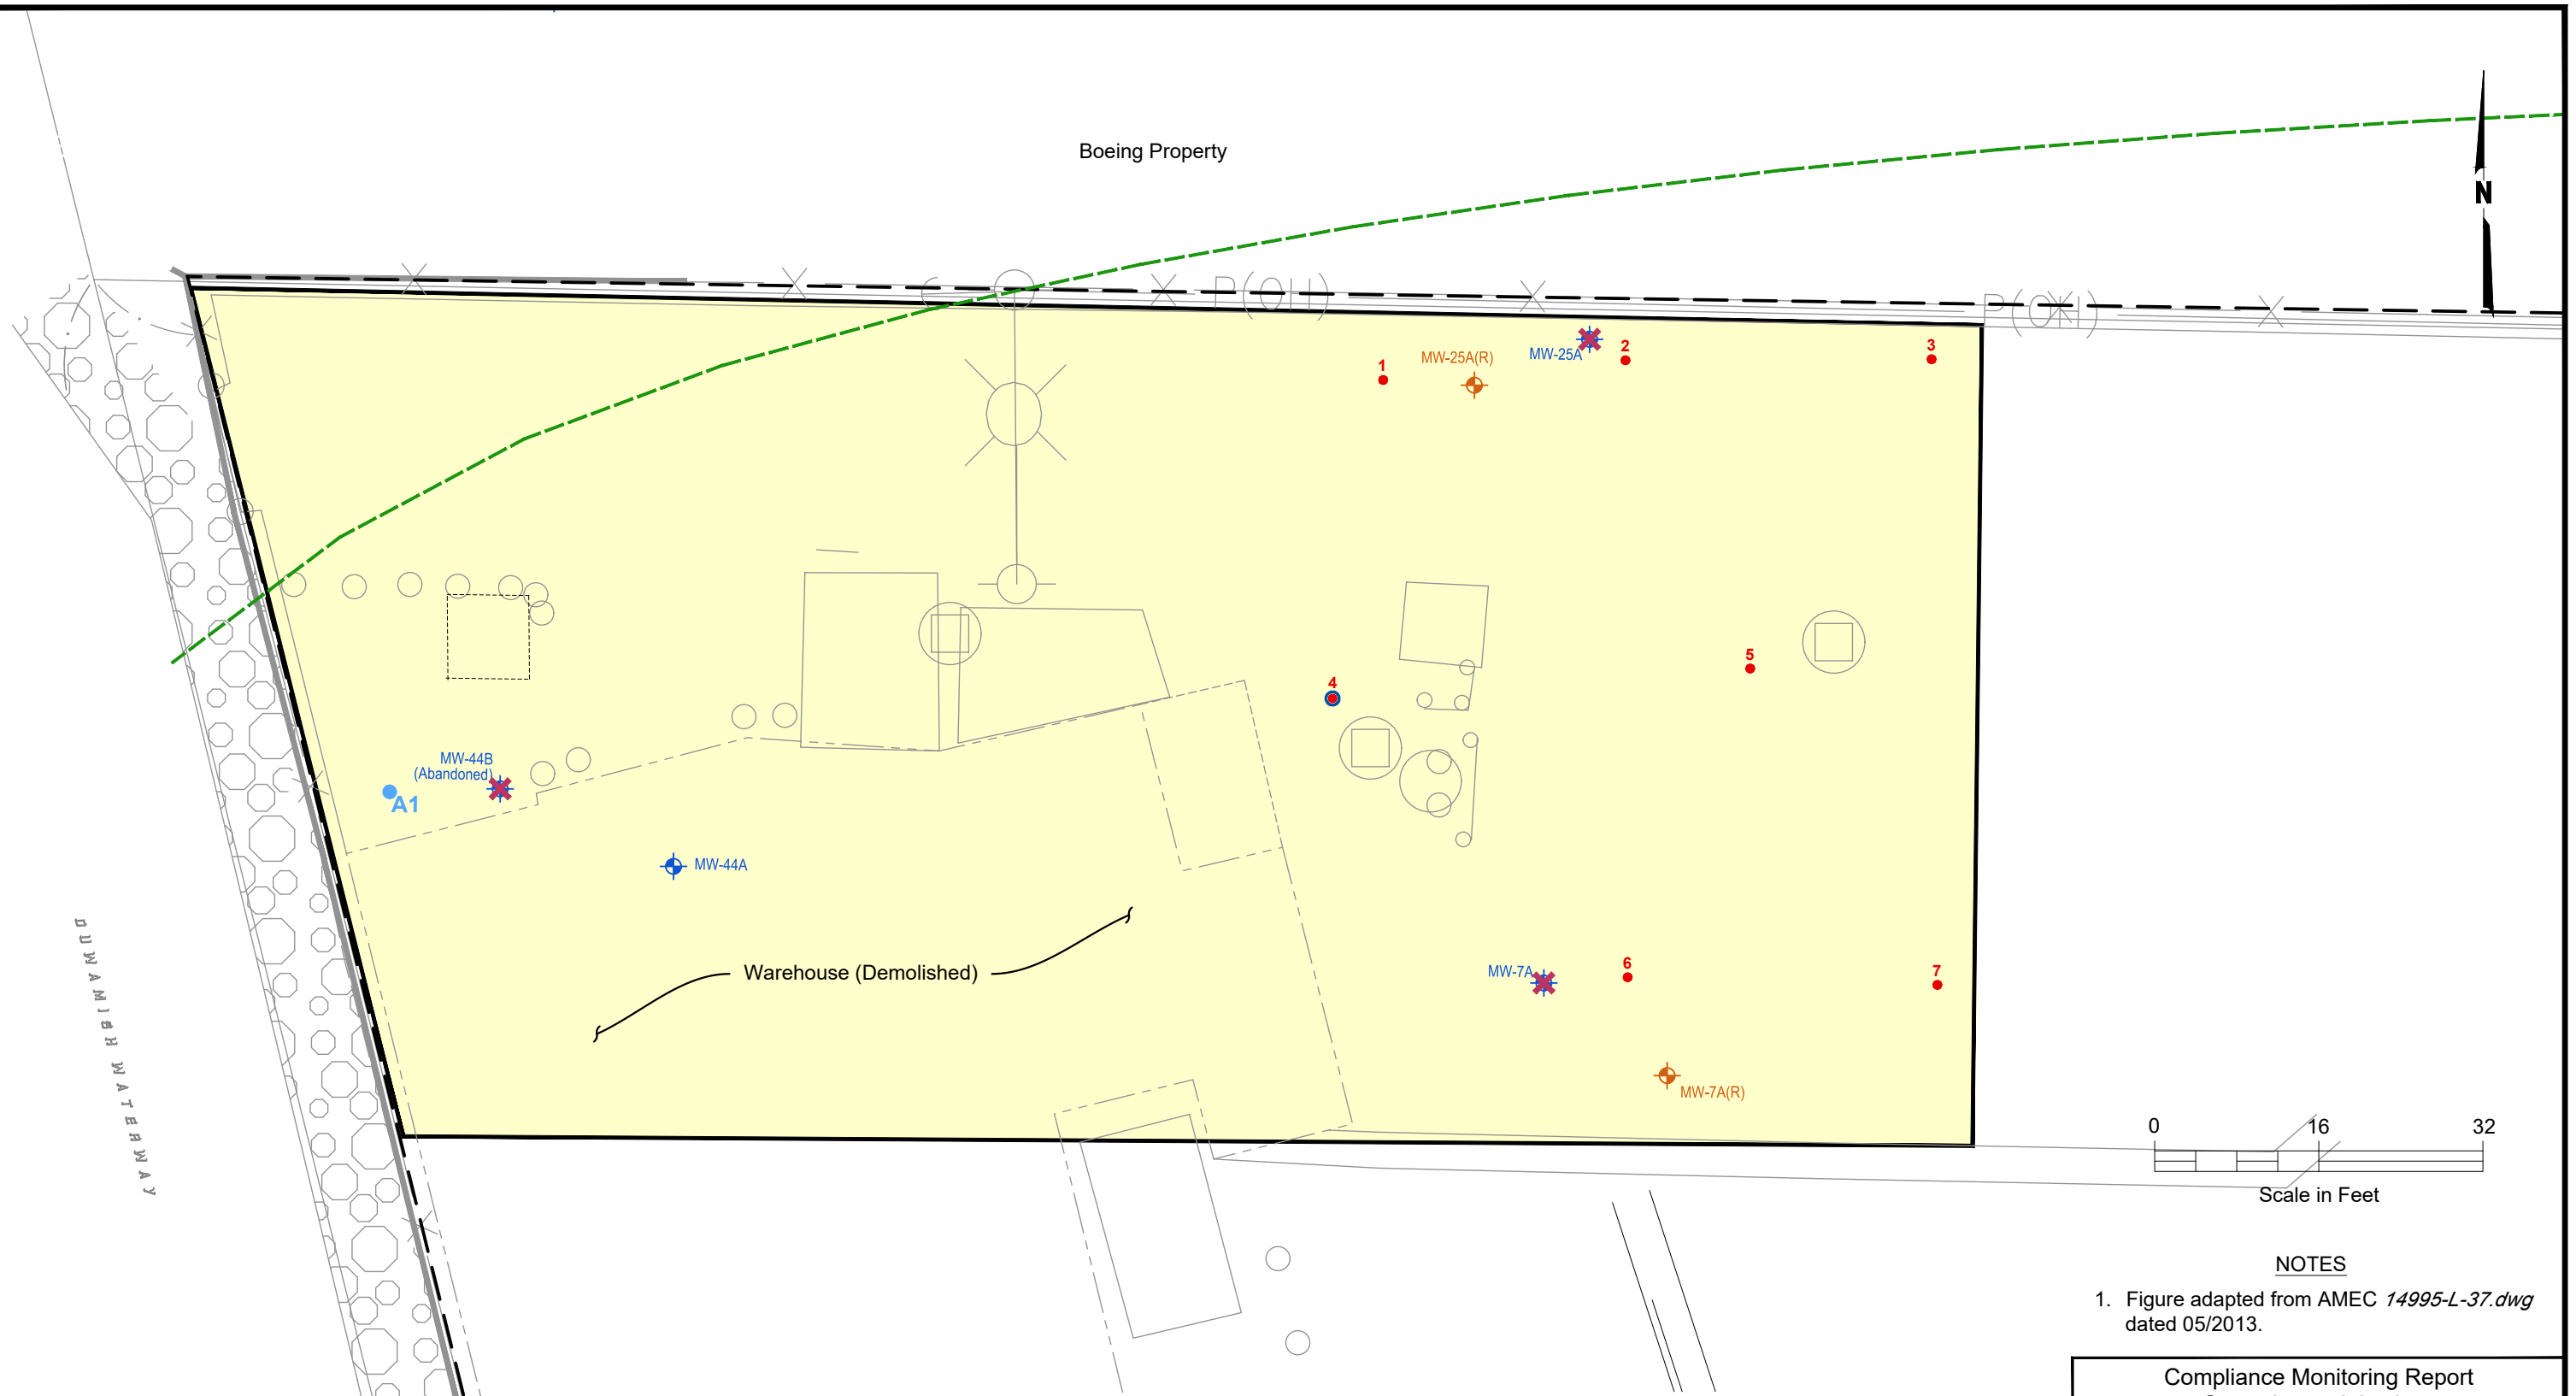 Boeing Property
N
P(OH)
P(OH)
MW-25A(R)
MW-25A
1
2
3
4
5
MW-44B
(Abandoned)
A1
MW-44A
Warehouse (Demolished)
MW-7A
6
7
MW-7A(R)
DUWAMISH WATERWAY
0 16 32
Scale in Feet
NOTES
1. Figure adapted from AMEC 14995-L-37.dwg
dated 05/2013.
Compliance Monitoring Report